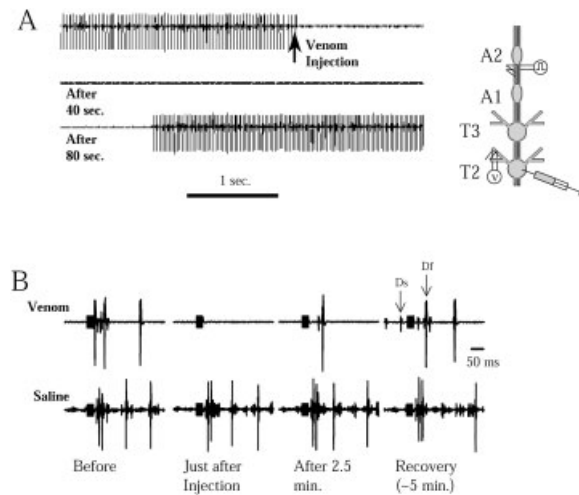 A
Venom
Injection
After
40 sec.
After
80 sec.
1 sec.
A2
A1
T3
T2
V
B
Venom
Ds
Df
50 ms
Saline
Before
Just after
Injection
After 2.5
min.
Recovery
(~5 min.)